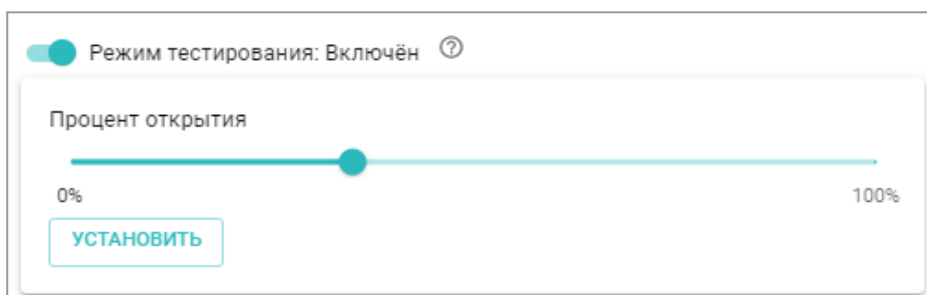 Режим тестирования: Включён
Процент открытия
0% 100%
УСТАНОВИТЬ